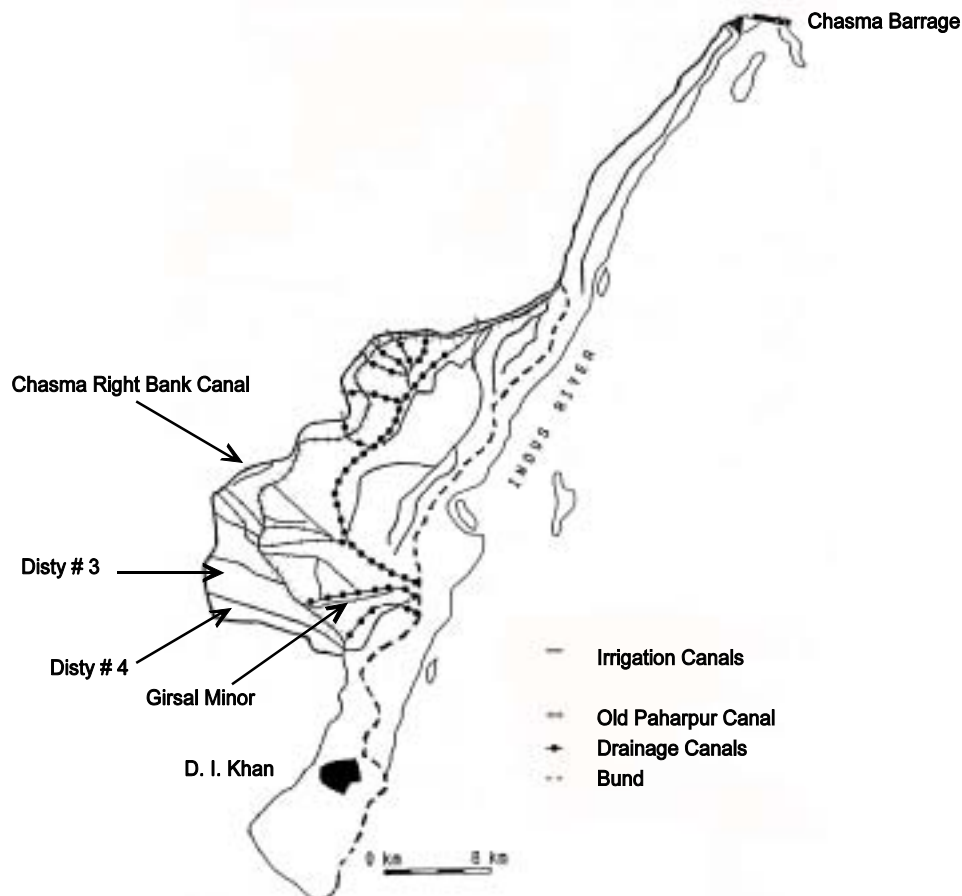 Chasma Barrage
INDUS RIVER
Chasma Right Bank Canal
Disty # 3
Disty # 4
Girsal Minor
Irrigation Canals
Old Paharpur Canal
Drainage Canals
Bund
D. I. Khan
0 km 8 km